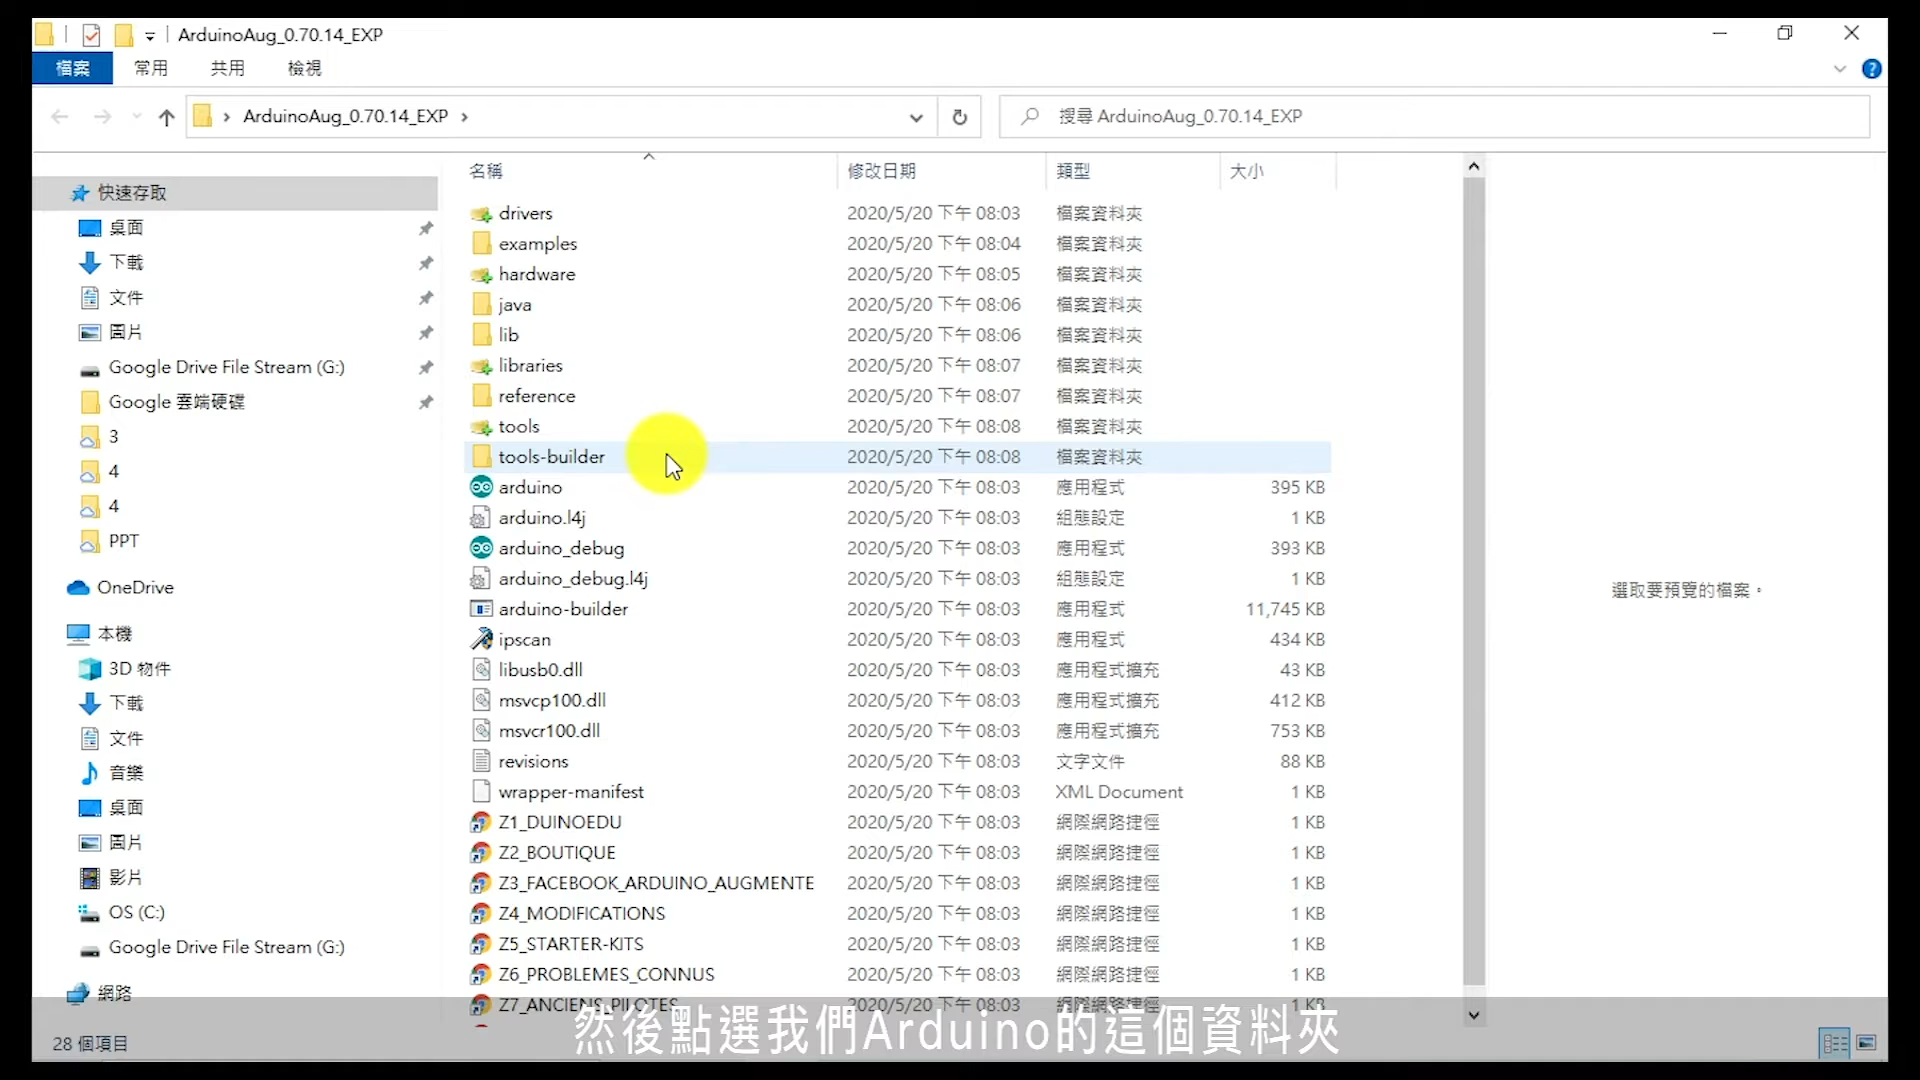 ArduinoAug_0.70.14_EXP
檔案 常用 共用 檢視
ArduinoAug_0.70.14_EXP
搜尋 ArduinoAug_0.70.14_EXP
快速存取
桌面
下載
文件
圖片
Google Drive File Stream (G:)
Google 雲端硬碟
3
4
4
PPT
OneDrive
本機
3D 物件
下載
文件
音樂
桌面
圖片
影片
OS (C:)
Google Drive File Stream (G:)
網路
名稱 修改日期 類型 大小
drivers 2020/5/20 下午 08:03 檔案資料夾
examples 2020/5/20 下午 08:04 檔案資料夾
hardware 2020/5/20 下午 08:05 檔案資料夾
java 2020/5/20 下午 08:06 檔案資料夾
lib 2020/5/20 下午 08:06 檔案資料夾
libraries 2020/5/20 下午 08:07 檔案資料夾
reference 2020/5/20 下午 08:07 檔案資料夾
tools 2020/5/20 下午 08:08 檔案資料夾
tools-builder 2020/5/20 下午 08:08 檔案資料夾
arduino 2020/5/20 下午 08:03 應用程式 395 KB
arduino.l4j 2020/5/20 下午 08:03 組態設定 1 KB
arduino_debug 2020/5/20 下午 08:03 應用程式 393 KB
arduino_debug.l4j 2020/5/20 下午 08:03 組態設定 1 KB
arduino-builder 2020/5/20 下午 08:03 應用程式 11,745 KB
ipscan 2020/5/20 下午 08:03 應用程式 434 KB
libusb0.dll 2020/5/20 下午 08:03 應用程式擴充 43 KB
msvcp100.dll 2020/5/20 下午 08:03 應用程式擴充 412 KB
msvcr100.dll 2020/5/20 下午 08:03 應用程式擴充 753 KB
revisions 2020/5/20 下午 08:03 文字文件 88 KB
wrapper-manifest 2020/5/20 下午 08:03 XML Document 1 KB
Z1_DUINOEDU 2020/5/20 下午 08:03 網際網路捷徑 1 KB
Z2_BOUTIQUE 2020/5/20 下午 08:03 網際網路捷徑 1 KB
Z3_FACEBOOK_ARDUINO_AUGMENTE 2020/5/20 下午 08:03 網際網路捷徑 1 KB
Z4_MODIFICATIONS 2020/5/20 下午 08:03 網際網路捷徑 1 KB
Z5_STARTER-KITS 2020/5/20 下午 08:03 網際網路捷徑 1 KB
Z6_PROBLEMES_CONNUS 2020/5/20 下午 08:03 網際網路捷徑 1 KB
Z7_ANCIENS_PILOTES 2020/5/20 下午 08:03 網際網路捷徑 1 KB
選取要預覽的檔案。
然後點選我們Arduino的這個資料夾
28 個項目